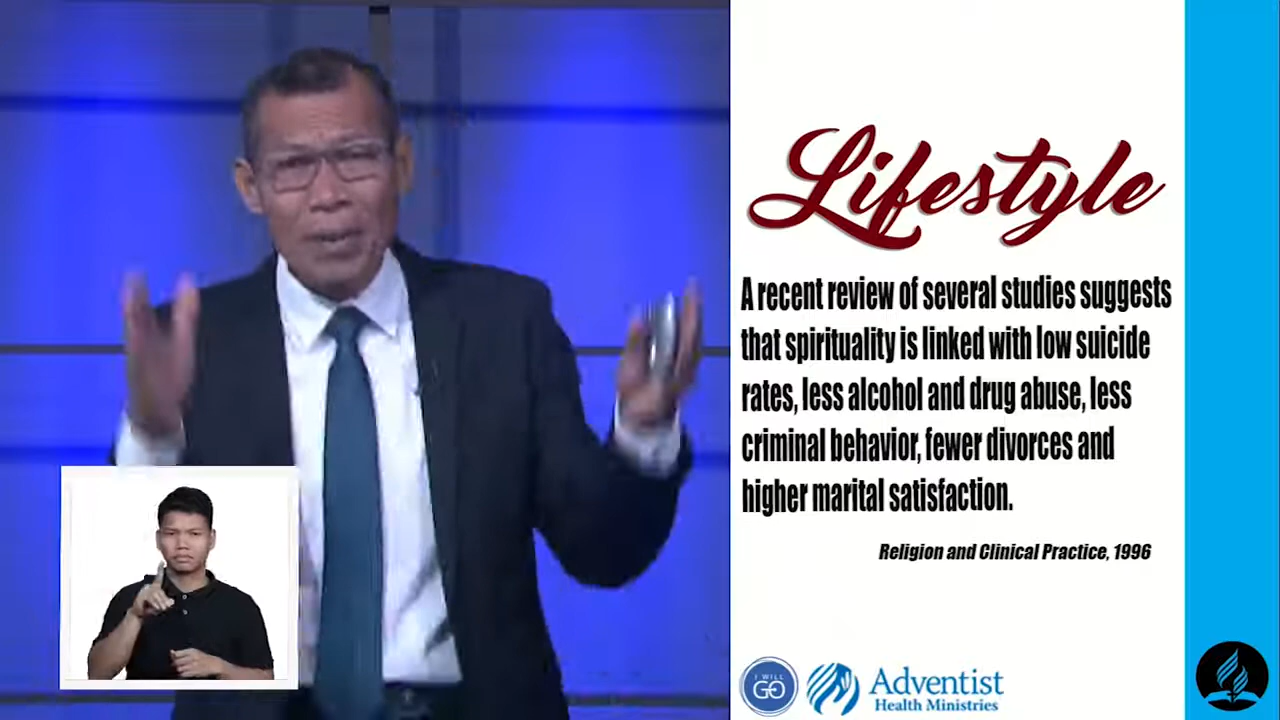 Lifestyle
A recent review of several studies suggests
that spirituality is linked with low suicide
rates, less alcohol and drug abuse, less
criminal behavior, fewer divorces and
higher marital satisfaction.
Religion and Clinical Practice, 1996
I WILL
GO
Adventist
Health Ministries